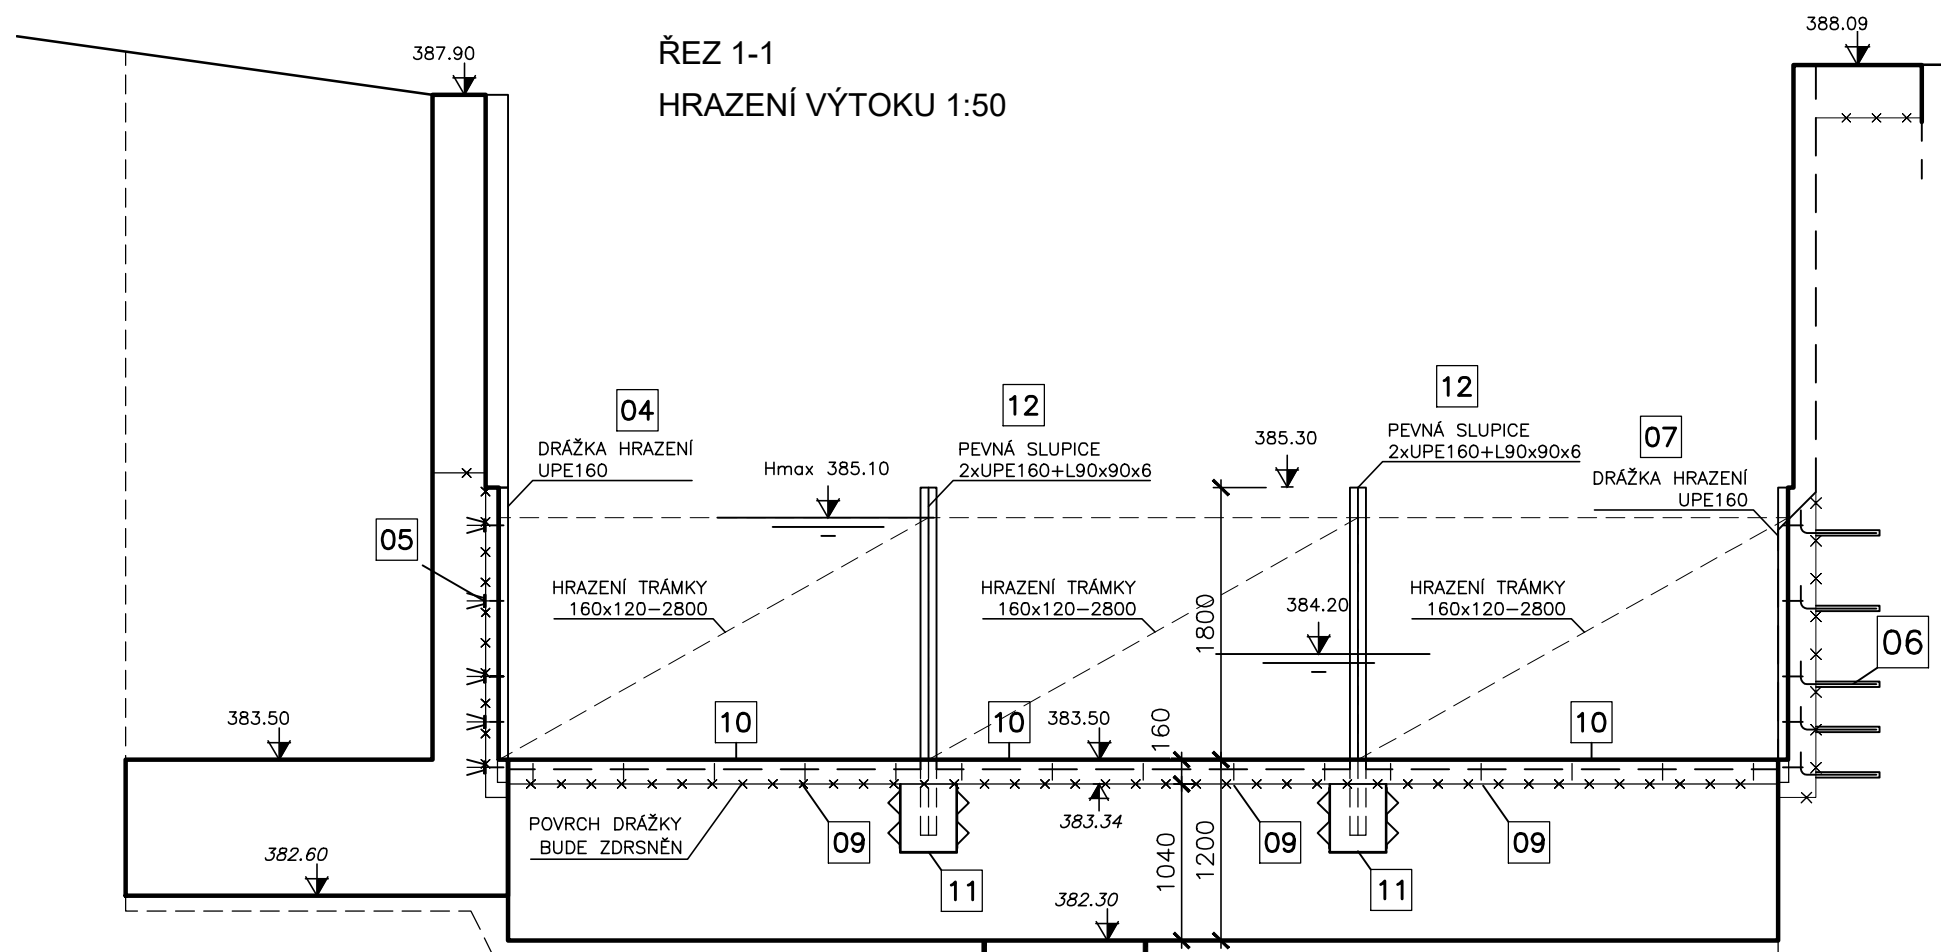 388.09
387.90
ŘEZ 1-1
HRAZENÍ VÝTOKU 1:50
04
DRÁŽKA HRAZENÍ
UPE160
Hmax 385.10
12
PEVNÁ SLUPICE
2xUPE160+L90x90x6
385.30
12
PEVNÁ SLUPICE
2xUPE160+L90x90x6
07
DRÁŽKA HRAZENÍ
UPE160
05
HRAZENÍ TRÁMKY
160x120-2800
HRAZENÍ TRÁMKY
160x120-2800
1800
384.20
HRAZENÍ TRÁMKY
160x120-2800
06
383.50
10
10
383.50
160
10
POVRCH DRÁŽKY
BUDE ZDRSNĚN
09
383.34
09
09
382.60
11
1040
1200
11
382.30